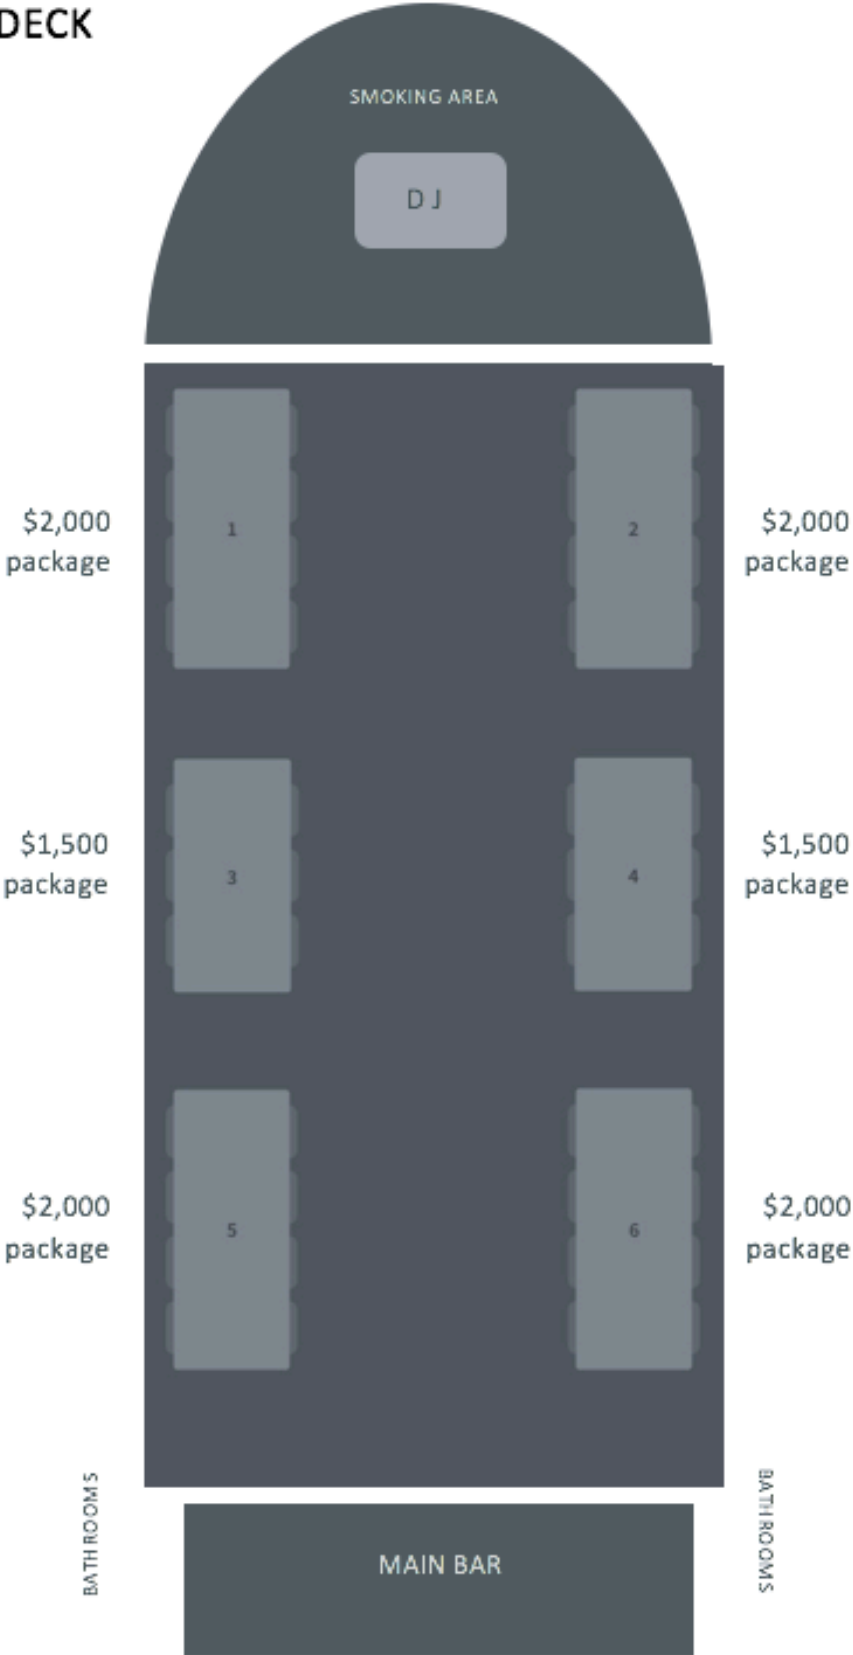 DECK
SMOKING AREA
DJ
1
2
$2,000
package
$2,000
package
3
4
$1,500
package
$1,500
package
5
6
$2,000
package
$2,000
package
BATHROOMS
BATHROOMS
MAIN BAR